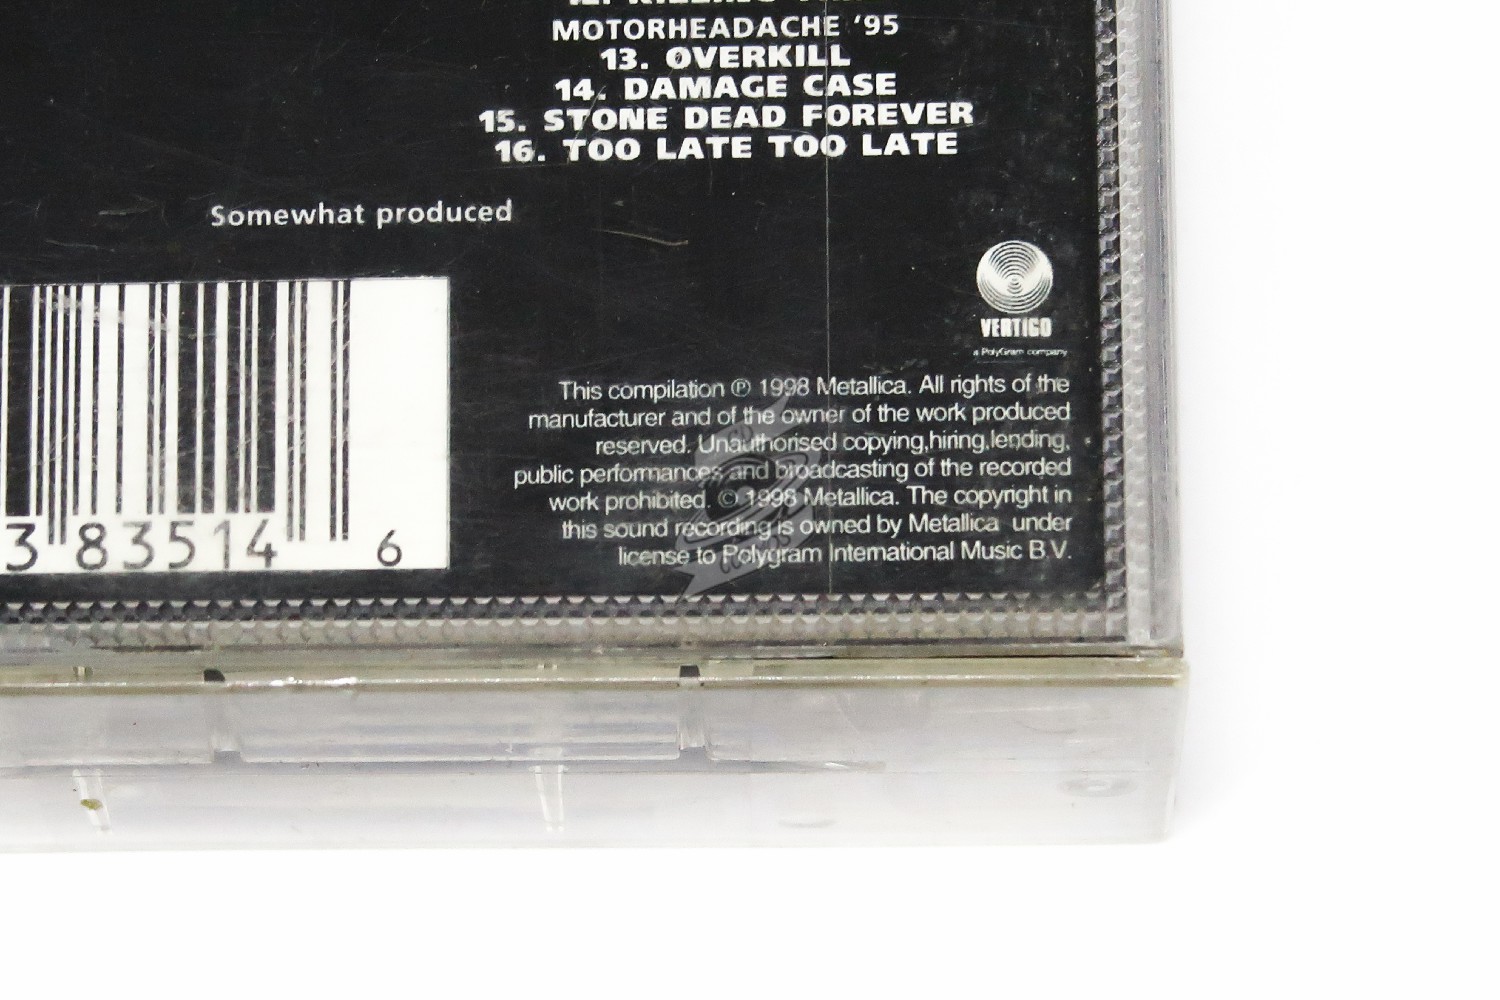 12. KILLING TIME
MOTORHEADACHE '95
13. OVERKILL
14. DAMAGE CASE
15. STONE DEAD FOREVER
16. TOO LATE TOO LATE
Somewhat produced
VERTIGO
a PolyGram company
This compilation ℗ 1998 Metallica. All rights of the
manufacturer and of the owner of the work produced
reserved. Unauthorised copying,hiring,lending,
public performances and broadcasting of the recorded
work prohibited. © 1998 Metallica. The copyright in
this sound recording is owned by Metallica under
license to Polygram International Music B.V.
3 83514 6